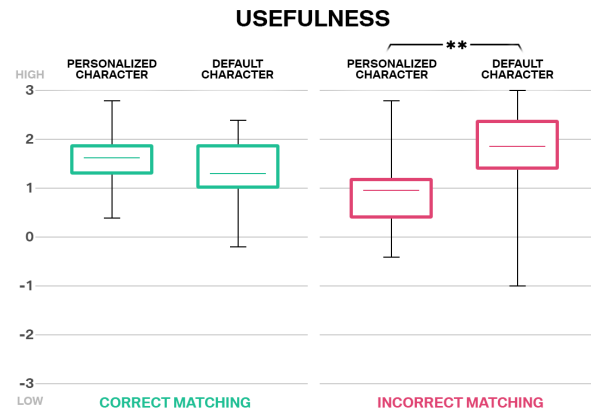 USEFULNESS
**
PERSONALIZED
CHARACTER
DEFAULT
CHARACTER
PERSONALIZED
CHARACTER
DEFAULT
CHARACTER
HIGH
3
2
1
0
-1
-2
-3
LOW
CORRECT MATCHING
INCORRECT MATCHING